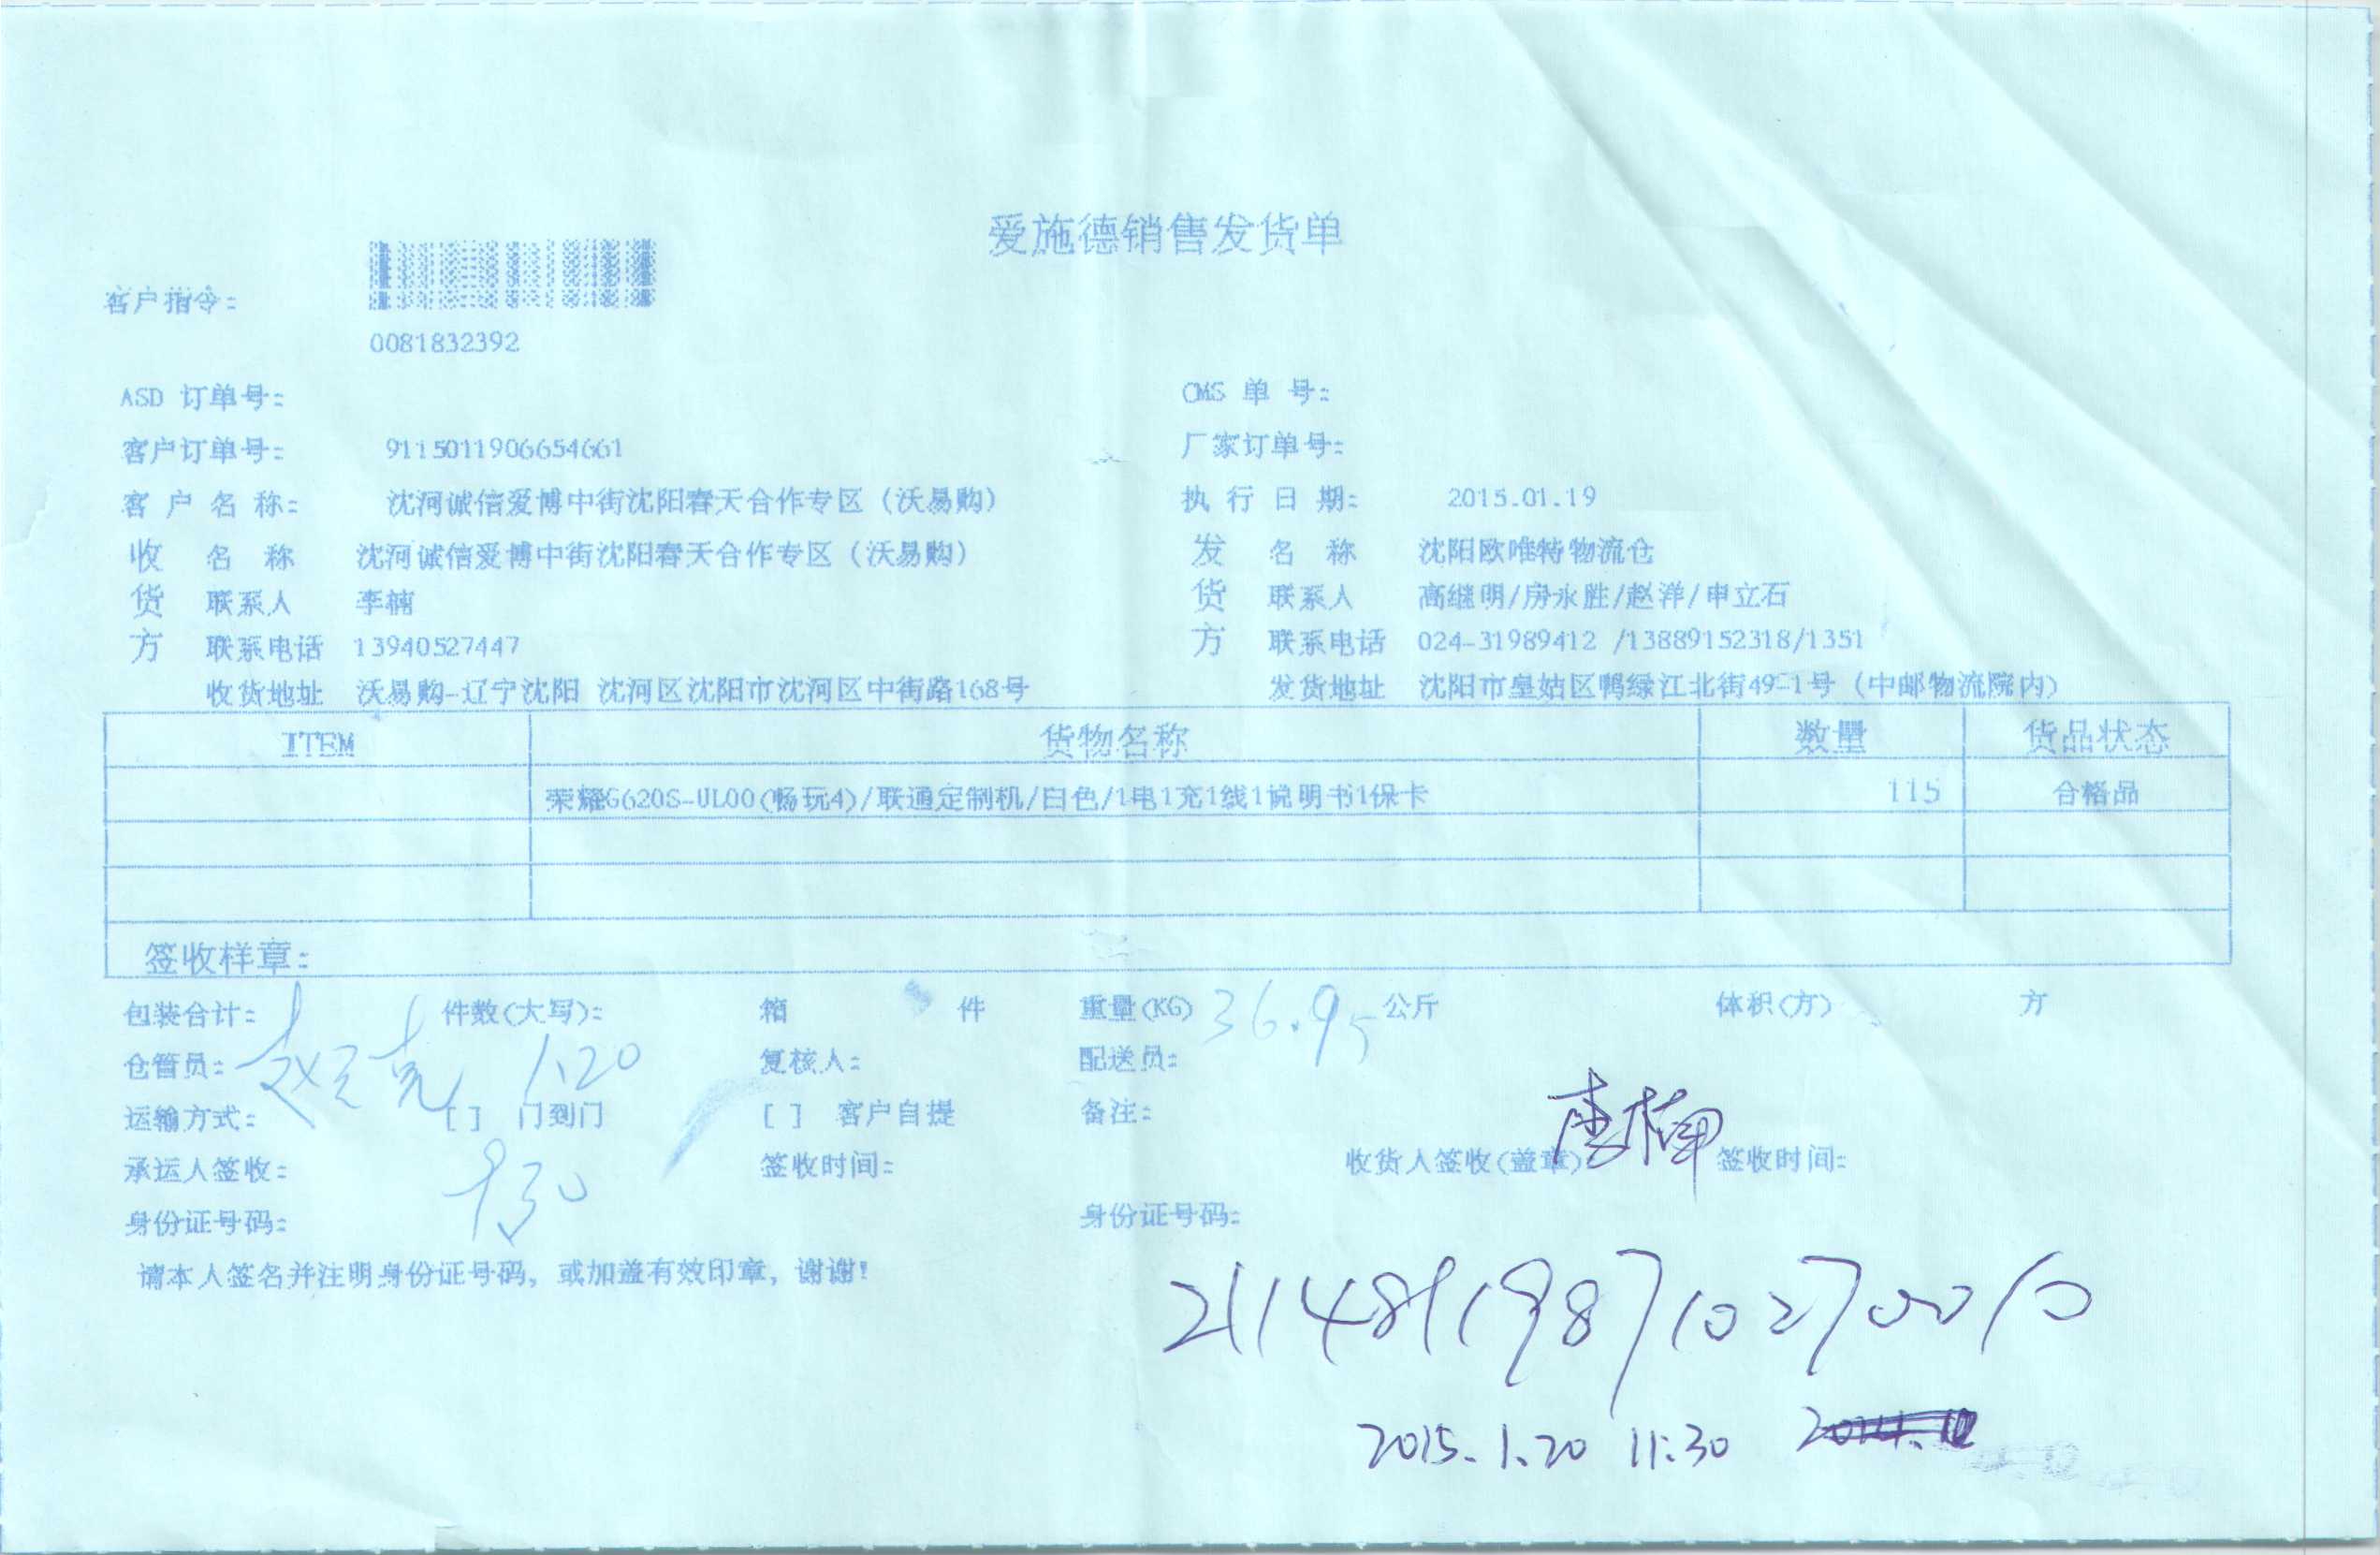 爱施德销售发货单
客户指令:
0081832392
ASD 订单号: CMS 单 号:
客户订单号: 9115011906654661 厂家订单号:
客 户 名 称: 沈河诚信爱博中街沈阳春天合作专区(沃易购) 执 行 日 期: 2015.01.19
收 名 称 沈河诚信爱博中街沈阳春天合作专区(沃易购) 发 名 称 沈阳欧唯特物流仓
货 联系人 李楠 货 联系人 高继明/房永胜/赵洋/申立石
方 联系电话 13940527447 方 联系电话 024-31989412 /13889152318/1351
收货地址 沃易购-辽宁沈阳 沈河区沈阳市沈河区中街路168号 发货地址 沈阳市皇姑区鸭绿江北街49-1号(中邮物流院内)
ITEM 货物名称 数量 货品状态
荣耀G620S-UL00(畅玩4)/联通定制机/白色/1电1充1线1说明书1保卡 115 合格品
签收样章:
包装合计: 件数(大写): 箱 件 重量(KG) 36.95 公斤 体积(方) 方
仓管员: 1.20 复核人: 配送员:
运输方式: [ ] 门到门 [ ] 客户自提 备注:
承运人签收: 930 签收时间: 收货人签收(盖章) 李楠 签收时间:
身份证号码: 身份证号码:
请本人签名并注明身份证号码, 或加盖有效印章, 谢谢!
211481198710270010
2015.1.20 11:30